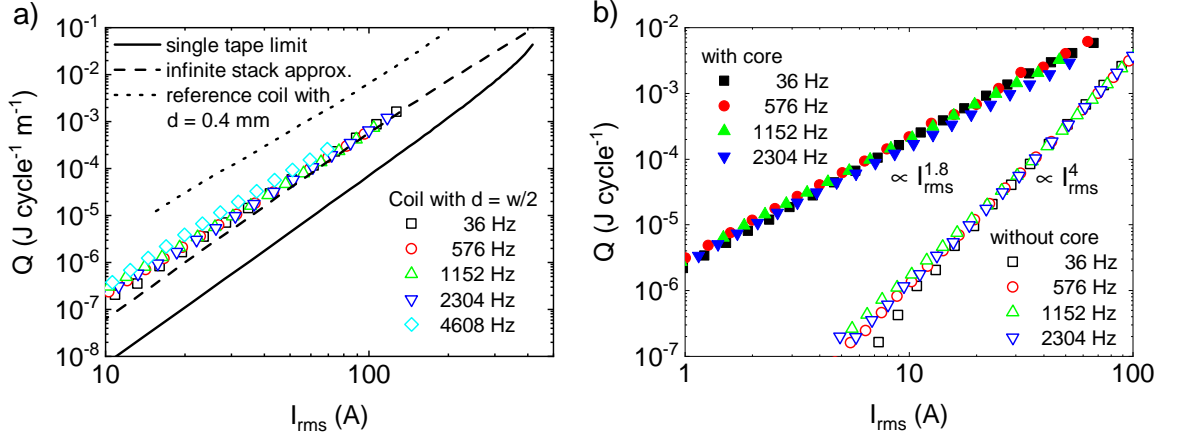 a)
10⁻¹
10⁻²
10⁻³
10⁻⁴
10⁻⁵
10⁻⁶
10⁻⁷
10⁻⁸
Q (J cycle⁻¹ m⁻¹)
single tape limit
infinite stack approx.
reference coil with
d = 0.4 mm
Coil with d = w/2
36 Hz
576 Hz
1152 Hz
2304 Hz
4608 Hz
10
100
I_rms (A)
b)
10⁻²
10⁻³
10⁻⁴
10⁻⁵
10⁻⁶
10⁻⁷
Q (J cycle⁻¹)
with core
36 Hz
576 Hz
1152 Hz
2304 Hz
∝ I_rms^1.8
∝ I_rms^4
without core
36 Hz
576 Hz
1152 Hz
2304 Hz
1
10
100
I_rms (A)